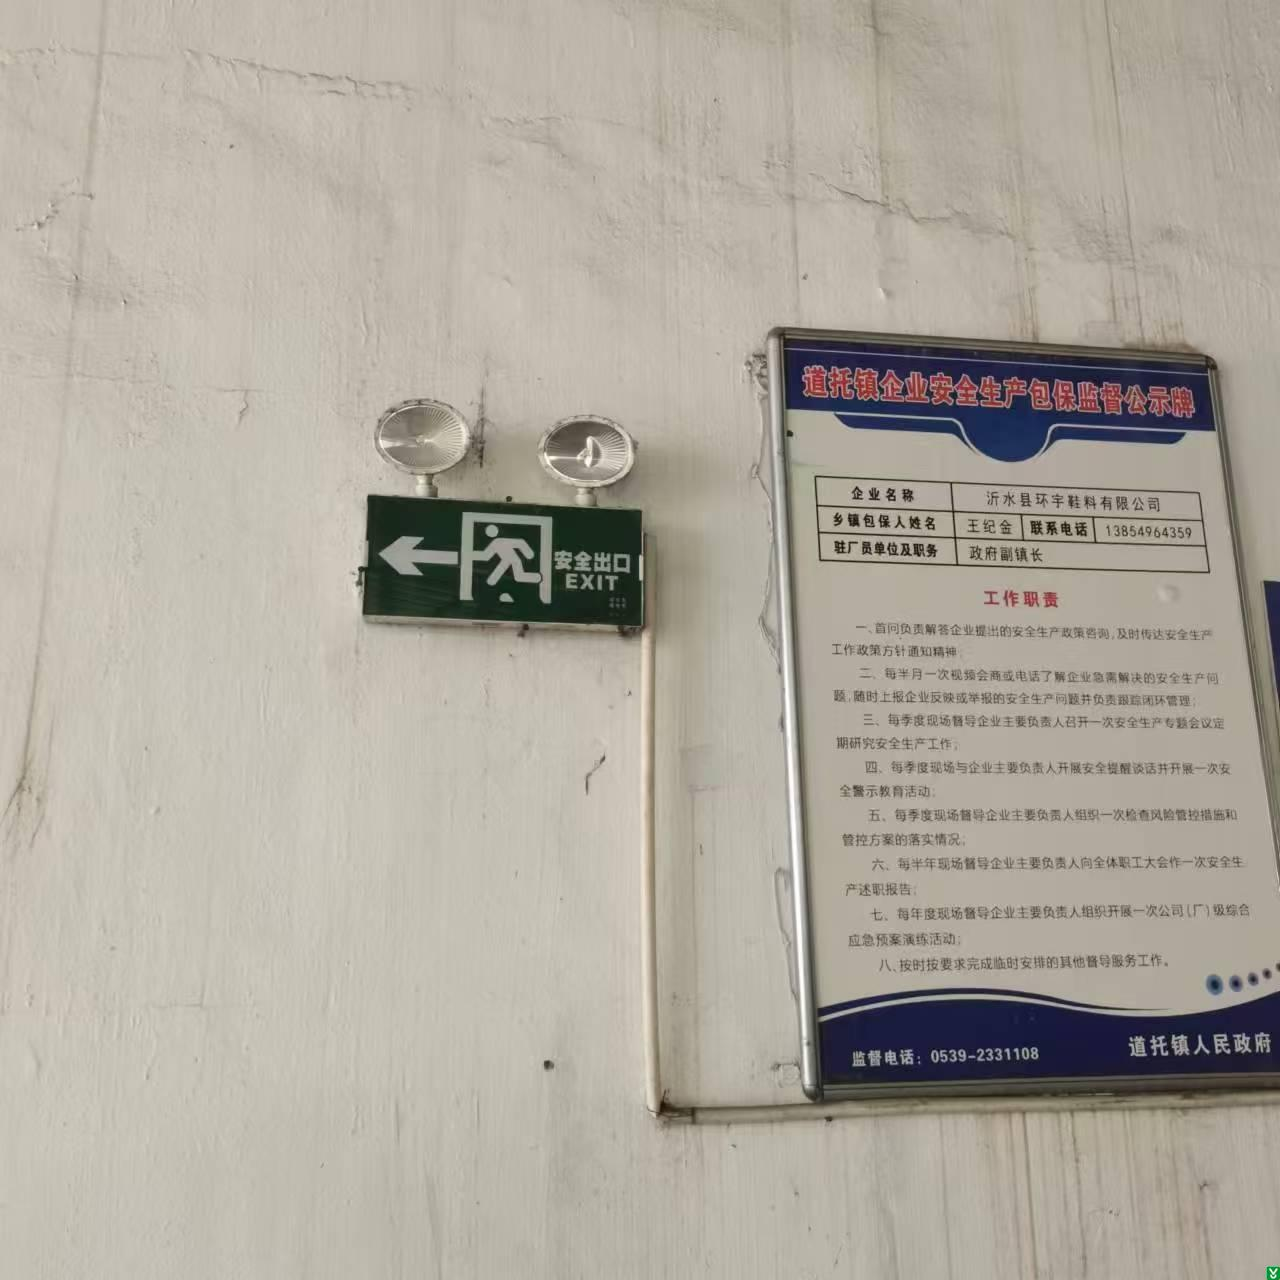 安全出口
EXIT
道托镇企业安全生产包保监督公示牌
企业名称 沂水县环宇鞋料有限公司
乡镇包保人姓名 王纪金 联系电话 13854964359
驻厂员单位及职务 政府副镇长
工作职责
一、首问负责解答企业提出的安全生产政策咨询,及时传达安全生产
工作政策方针通知精神;
二、每半月一次视频会商或电话了解企业急需解决的安全生产问
题,随时上报企业反映或举报的安全生产问题并负责跟踪闭环管理;
三、每季度现场督导企业主要负责人召开一次安全生产专题会议定
期研究安全生产工作;
四、每季度现场与企业主要负责人开展安全提醒谈话并开展一次安
全警示教育活动;
五、每季度现场督导企业主要负责人组织一次检查风险管控措施和
管控方案的落实情况;
六、每半年现场督导企业主要负责人向全体职工大会作一次安全生
产述职报告;
七、每年度现场督导企业主要负责人组织开展一次公司(厂)级综合
应急预案演练活动;
八、按时按要求完成临时安排的其他督导服务工作。
监督电话：0539-2331108
道托镇人民政府